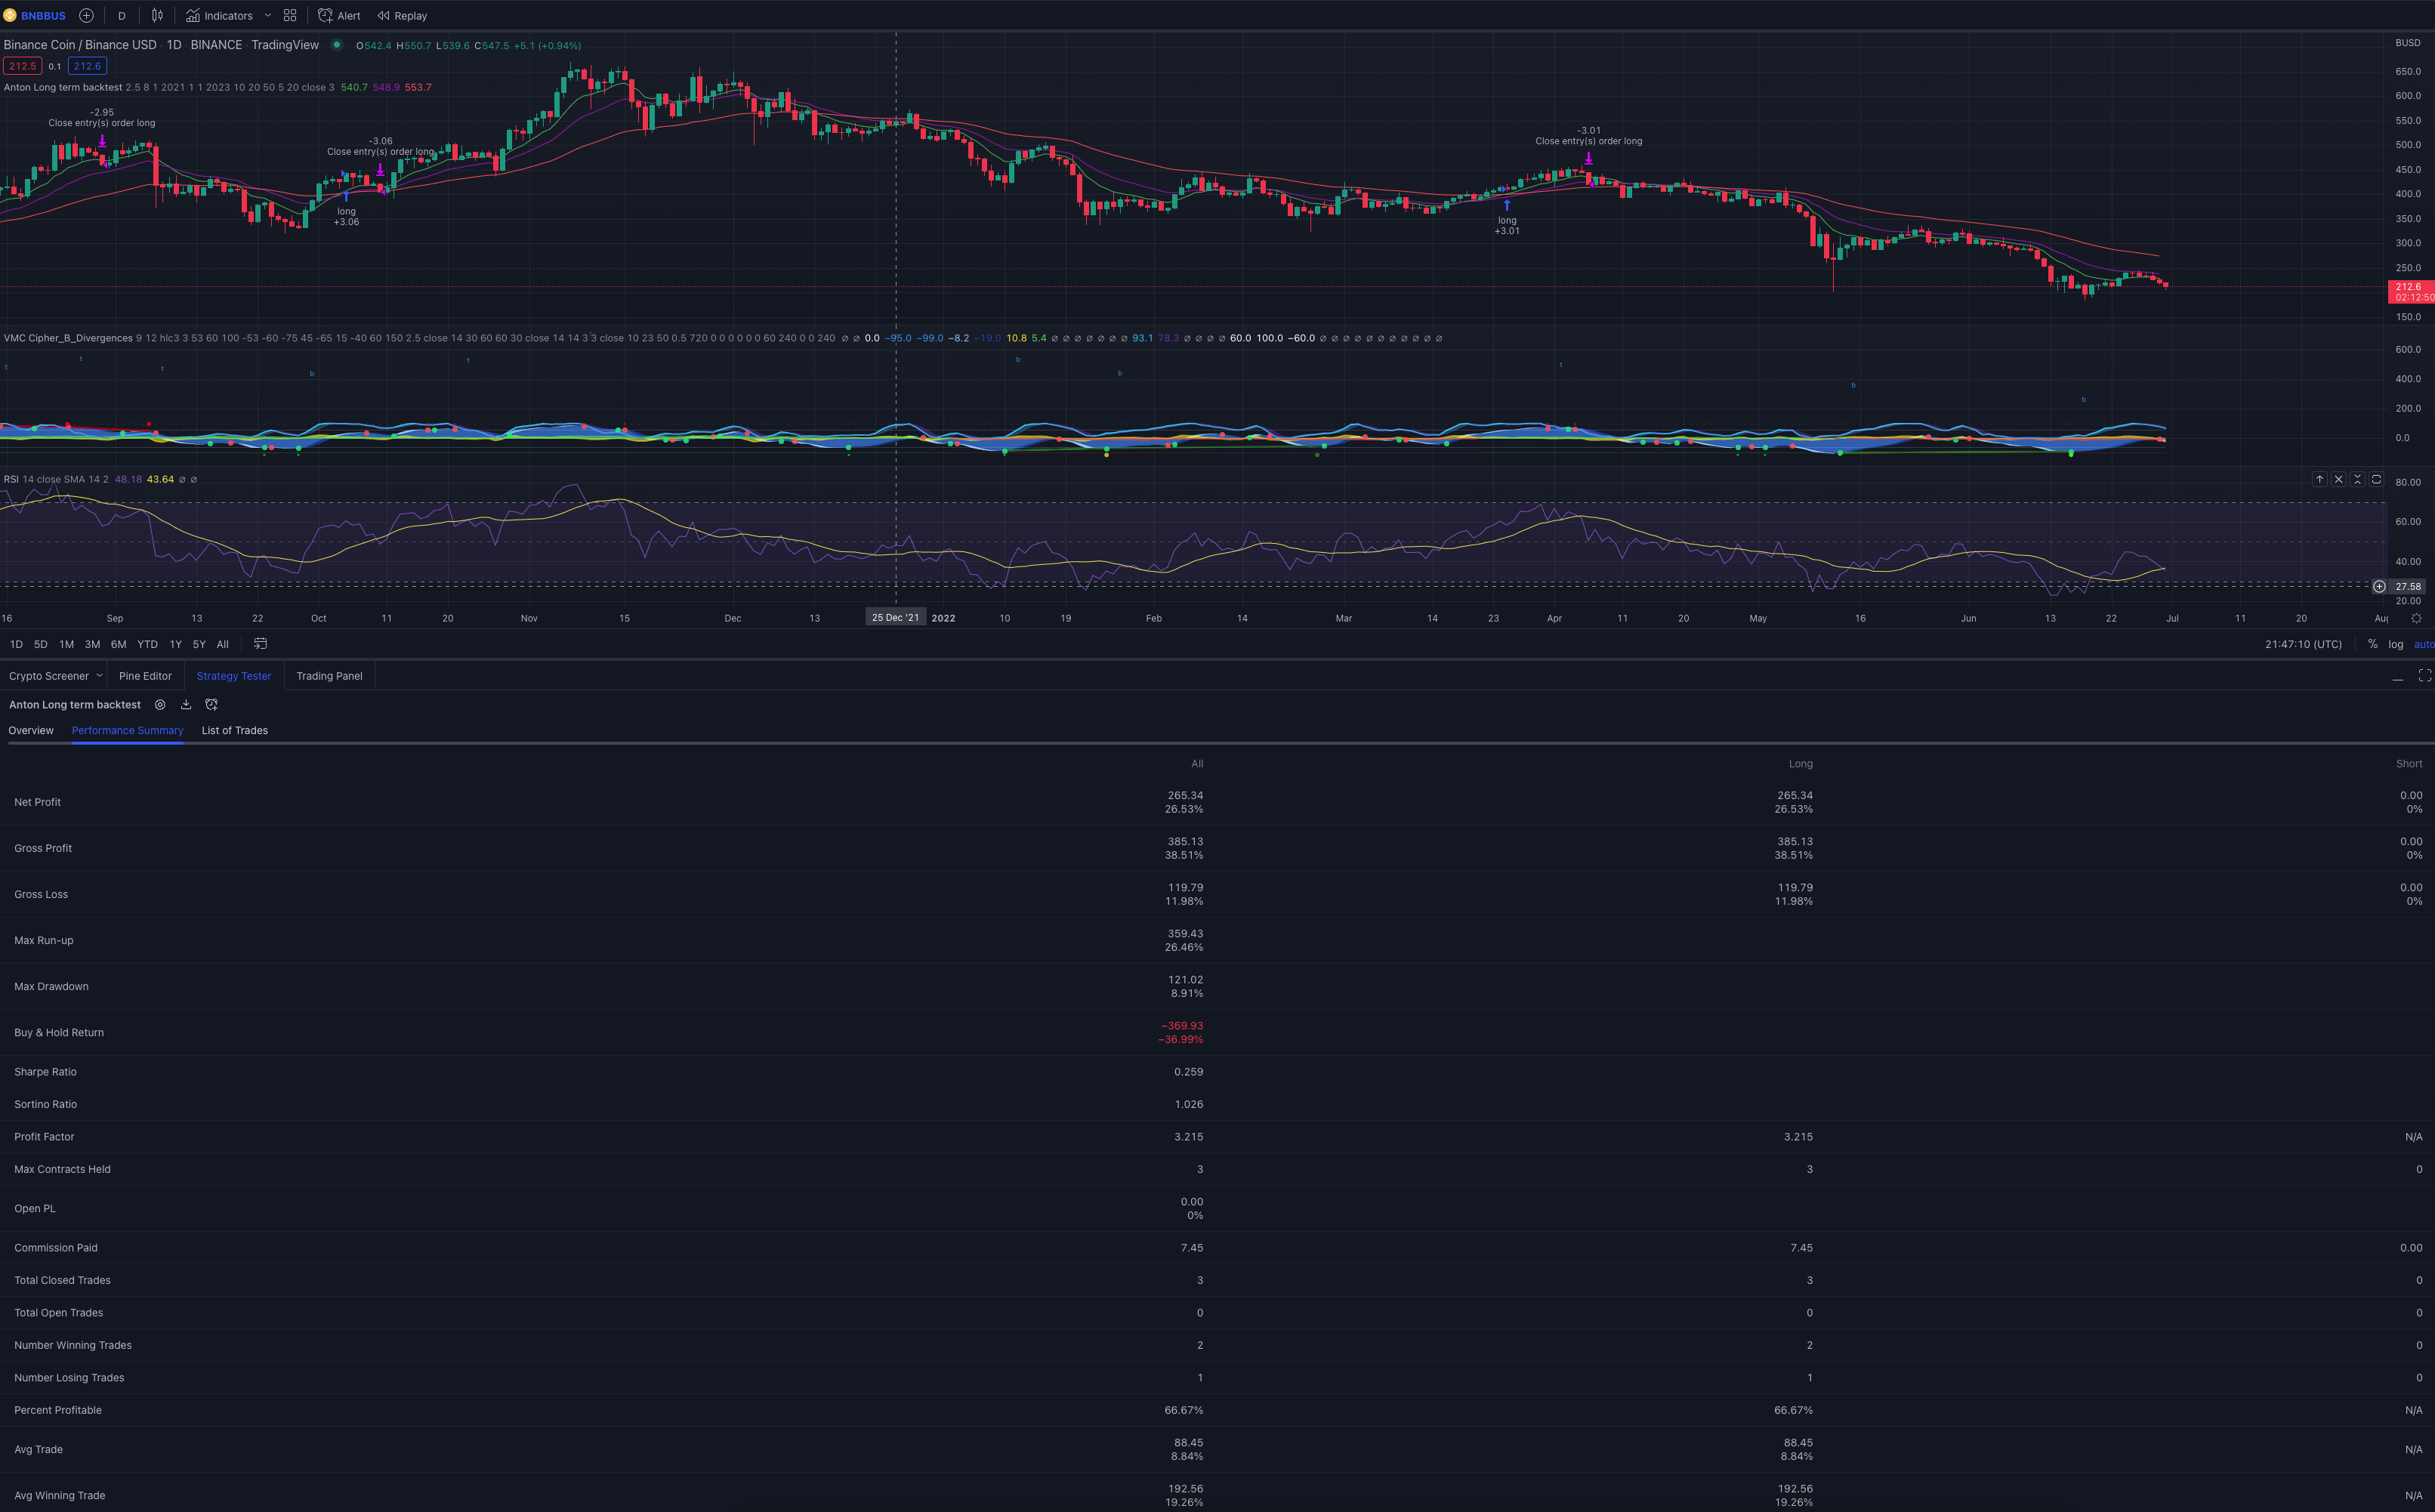 BNBBUS D Indicators Alert Replay
Binance Coin / Binance USD · 1D · BINANCE · TradingView O542.4 H550.7 L539.6 C547.5 +5.1 (+0.94%)
BUSD
212.5 0.1 212.6
Anton Long term backtest 2.5 8 1 2021 1 1 2023 10 20 50 5 20 close 3 540.7 548.9 553.7
-2.95
Close entry(s) order long
-3.06
Close entry(s) order long
long
+3.06
-3.01
Close entry(s) order long
long
+3.01
650.0
600.0
550.0
500.0
450.0
400.0
350.0
300.0
250.0
212.6
02:12:50
150.0
VMC Cipher_B_Divergences 9 12 hlc3 3 53 60 100 -53 -60 -75 45 -65 15 -40 60 150 2.5 close 14 30 60 60 30 close 14 14 3 3 close 10 23 50 0.5 720 0 0 0 0 0 0 60 240 0 0 240 ∅ ∅ 0.0 −95.0 −99.0 −8.2 −19.0 10.8 5.4 ∅ ∅ ∅ ∅ ∅ ∅ ∅ 93.1 78.3 ∅ ∅ ∅ ∅ 60.0 100.0 −60.0 ∅ ∅ ∅ ∅ ∅ ∅ ∅ ∅ ∅ ∅ ∅
t t t b t b b t b b
600.0
400.0
200.0
0.0
RSI 14 close SMA 14 2 48.18 43.64 ∅ ∅
80.00
60.00
40.00
27.58
20.00
16 Sep 13 22 Oct 11 20 Nov 15 Dec 13 25 Dec '21 2022 10 19 Feb 14 Mar 14 23 Apr 11 20 May 16 Jun 13 22 Jul 11 20 Aug
1D 5D 1M 3M 6M YTD 1Y 5Y All 21:47:10 (UTC) % log auto
Crypto Screener Pine Editor Strategy Tester Trading Panel
Anton Long term backtest
Overview Performance Summary List of Trades
All Long Short
Net Profit 265.34 265.34 0.00
26.53% 26.53% 0%
Gross Profit 385.13 385.13 0.00
38.51% 38.51% 0%
Gross Loss 119.79 119.79 0.00
11.98% 11.98% 0%
Max Run-up 359.43
26.46%
Max Drawdown 121.02
8.91%
Buy & Hold Return −369.93
−36.99%
Sharpe Ratio 0.259
Sortino Ratio 1.026
Profit Factor 3.215 3.215 N/A
Max Contracts Held 3 3 0
Open PL 0.00
0%
Commission Paid 7.45 7.45 0.00
Total Closed Trades 3 3 0
Total Open Trades 0 0 0
Number Winning Trades 2 2 0
Number Losing Trades 1 1 0
Percent Profitable 66.67% 66.67% N/A
Avg Trade 88.45 88.45 N/A
8.84% 8.84%
Avg Winning Trade 192.56 192.56 N/A
19.26% 19.26%